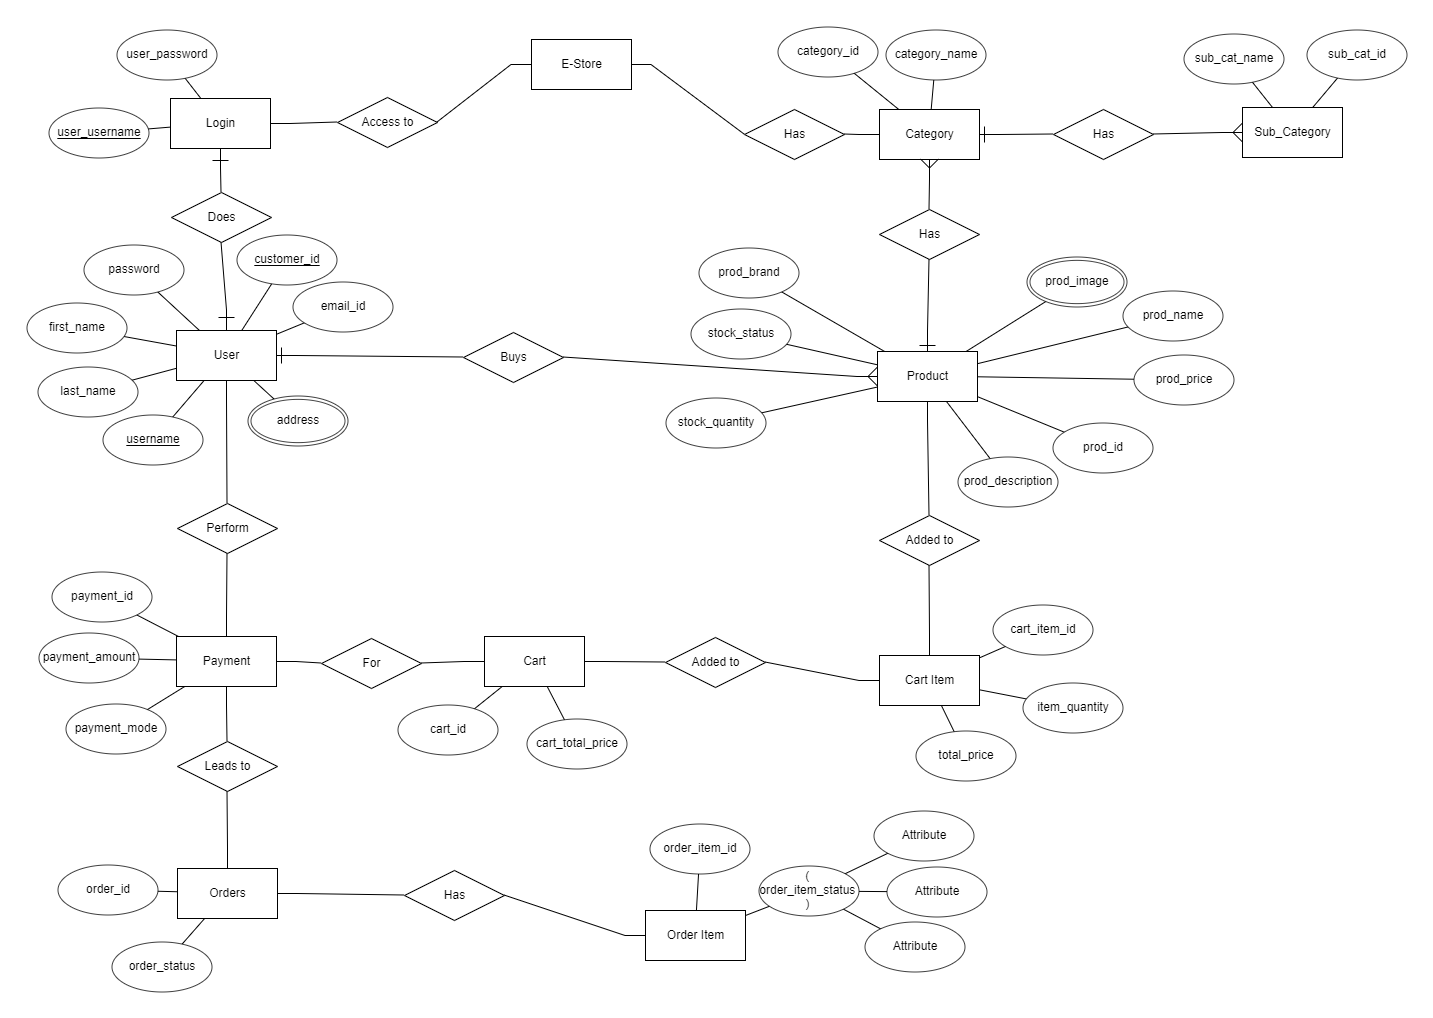 user_password
E-Store
category_id
category_name
sub_cat_name
sub_cat_id
user_username
Login
Access to
Has
Category
Has
Sub_Category
Does
Has
password
customer_id
prod_brand
prod_image
first_name
email_id
stock_status
prod_name
User
Buys
Product
prod_price
last_name
address
stock_quantity
username
prod_id
prod_description
Perform
Added to
payment_id
cart_item_id
payment_amount
Payment
For
Cart
Added to
Cart Item
item_quantity
payment_mode
cart_id
cart_total_price
total_price
Leads to
order_item_id
Attribute
order_id
Orders
Has
(
order_item_status
)
Attribute
Order Item
Attribute
order_status